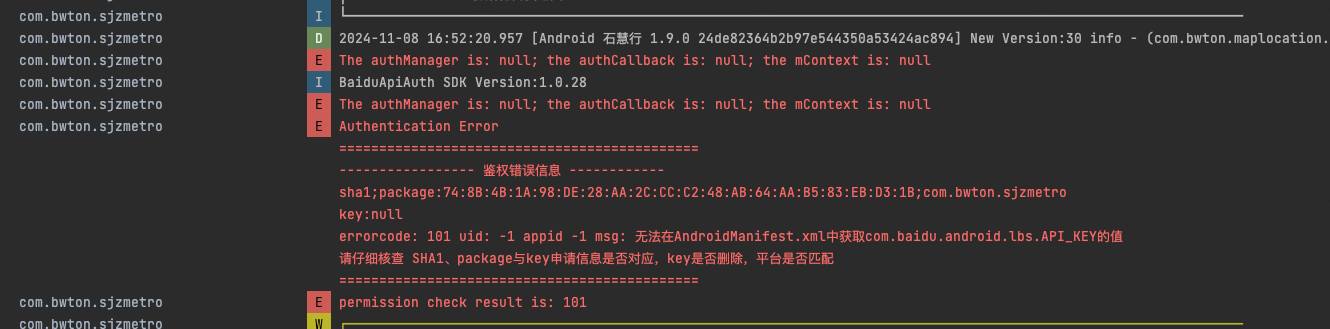 com.bwton.sjzmetro I
D 2024-11-08 16:52:20.957 [Android 石慧行 1.9.0 24de82364b2b97e544350a53424ac894] New Version:30 info - (com.bwton.maplocation.
com.bwton.sjzmetro E The authManager is: null; the authCallback is: null; the mContext is: null
com.bwton.sjzmetro I BaiduApiAuth SDK Version:1.0.28
com.bwton.sjzmetro E The authManager is: null; the authCallback is: null; the mContext is: null
com.bwton.sjzmetro E Authentication Error
=============================================
----------------- 鉴权错误信息 ------------
sha1;package:74:8B:4B:1A:98:DE:28:AA:2C:CC:C2:48:AB:64:AA:B5:83:EB:D3:1B;com.bwton.sjzmetro
key:null
errorcode: 101 uid: -1 appid -1 msg: 无法在AndroidManifest.xml中获取com.baidu.android.lbs.API_KEY的值
请仔细核查 SHA1、package与key申请信息是否对应，key是否删除，平台是否匹配
=============================================
com.bwton.sjzmetro E permission check result is: 101
com.bwton.sjzmetro W